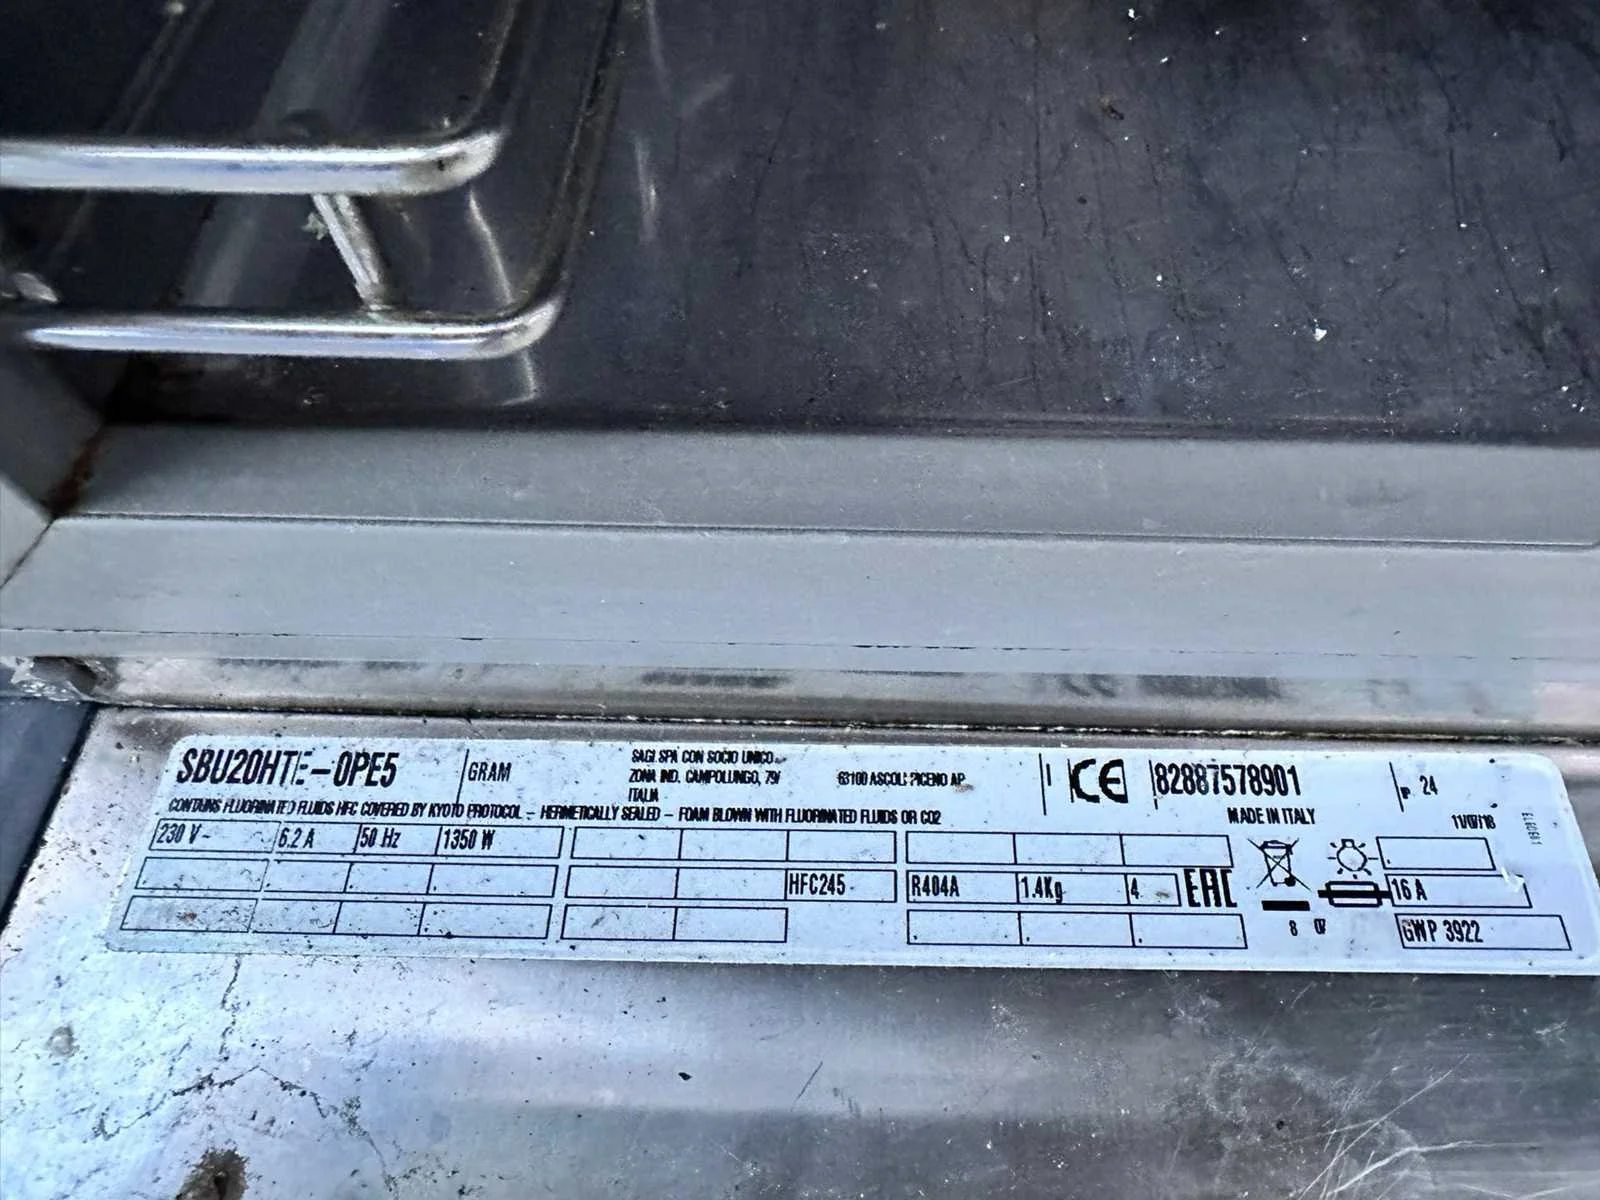 SBU20HTE-0PE5
GRAM
SAGI SPA CON SOCIO UNICO
ZONA IND. CAMPOLUNGO, 79/
63100 ASCOLI PICENO AP
ITALIA
CE
82887578901
24
CONTAINS FLUORINATED FLUIDS HFC COVERED BY KYOTO PROTOCOL - HERMETICALLY SEALED - FOAM BLOWN WITH FLUORINATED FLUIDS OR CO2
MADE IN ITALY
230 V~ 6.2 A 50 Hz 1350 W
HFC245 R404A 1.4Kg 4 EAC 16 A
8
GWP 3922